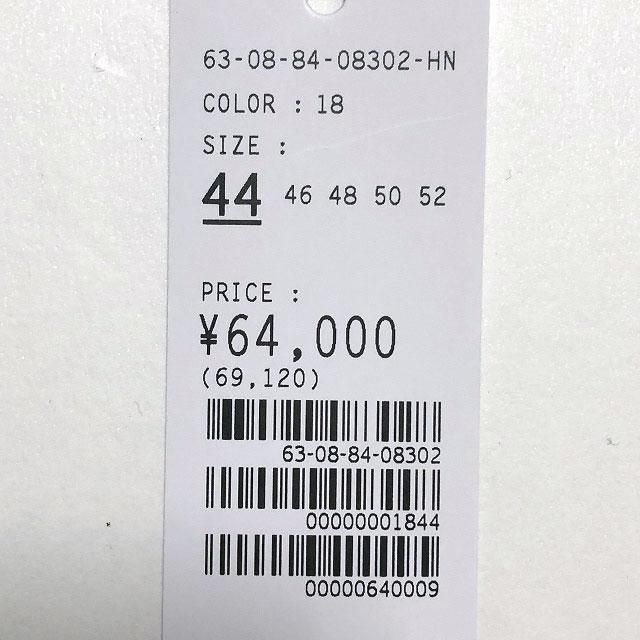 63-08-84-08302-HN
COLOR : 18
SIZE :
44 46 48 50 52
PRICE :
¥64,000
(69,120)
63-08-84-08302
00000001844
00000640009